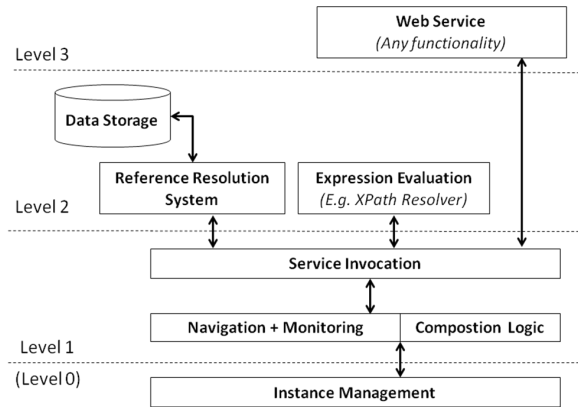 Web Service
(Any functionality)
Level 3
Data Storage
Reference Resolution
System
Expression Evaluation
(E.g. XPath Resolver)
Level 2
Service Invocation
Navigation + Monitoring
Compostion Logic
Level 1
(Level 0)
Instance Management